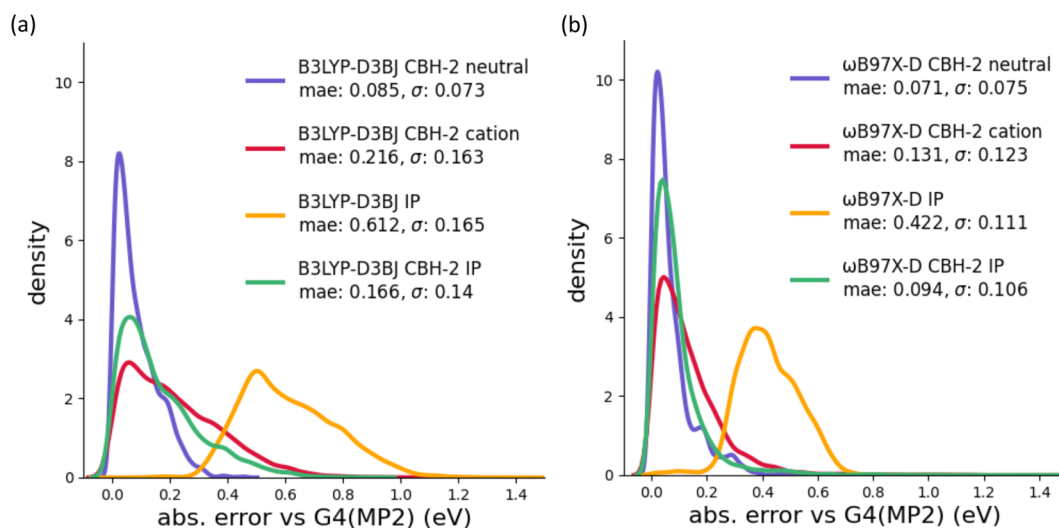 (a)
B3LYP-D3BJ CBH-2 neutral
mae: 0.085, σ: 0.073
B3LYP-D3BJ CBH-2 cation
mae: 0.216, σ: 0.163
B3LYP-D3BJ IP
mae: 0.612, σ: 0.165
B3LYP-D3BJ CBH-2 IP
mae: 0.166, σ: 0.14
density
10
8
6
4
2
0
0.0 0.2 0.4 0.6 0.8 1.0 1.2 1.4
abs. error vs G4(MP2) (eV)
(b)
ωB97X-D CBH-2 neutral
mae: 0.071, σ: 0.075
ωB97X-D CBH-2 cation
mae: 0.131, σ: 0.123
ωB97X-D IP
mae: 0.422, σ: 0.111
ωB97X-D CBH-2 IP
mae: 0.094, σ: 0.106
density
10
8
6
4
2
0
0.0 0.2 0.4 0.6 0.8 1.0 1.2 1.4
abs. error vs G4(MP2) (eV)